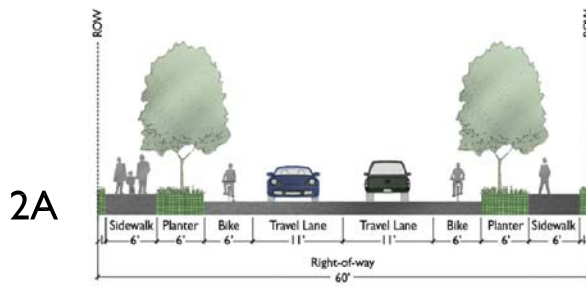 ROW
ROW
2A
Sidewalk Planter Bike Travel Lane Travel Lane Bike Planter Sidewalk
6' 6' 6' 11' 11' 6' 6' 6'
Right-of-way
60'